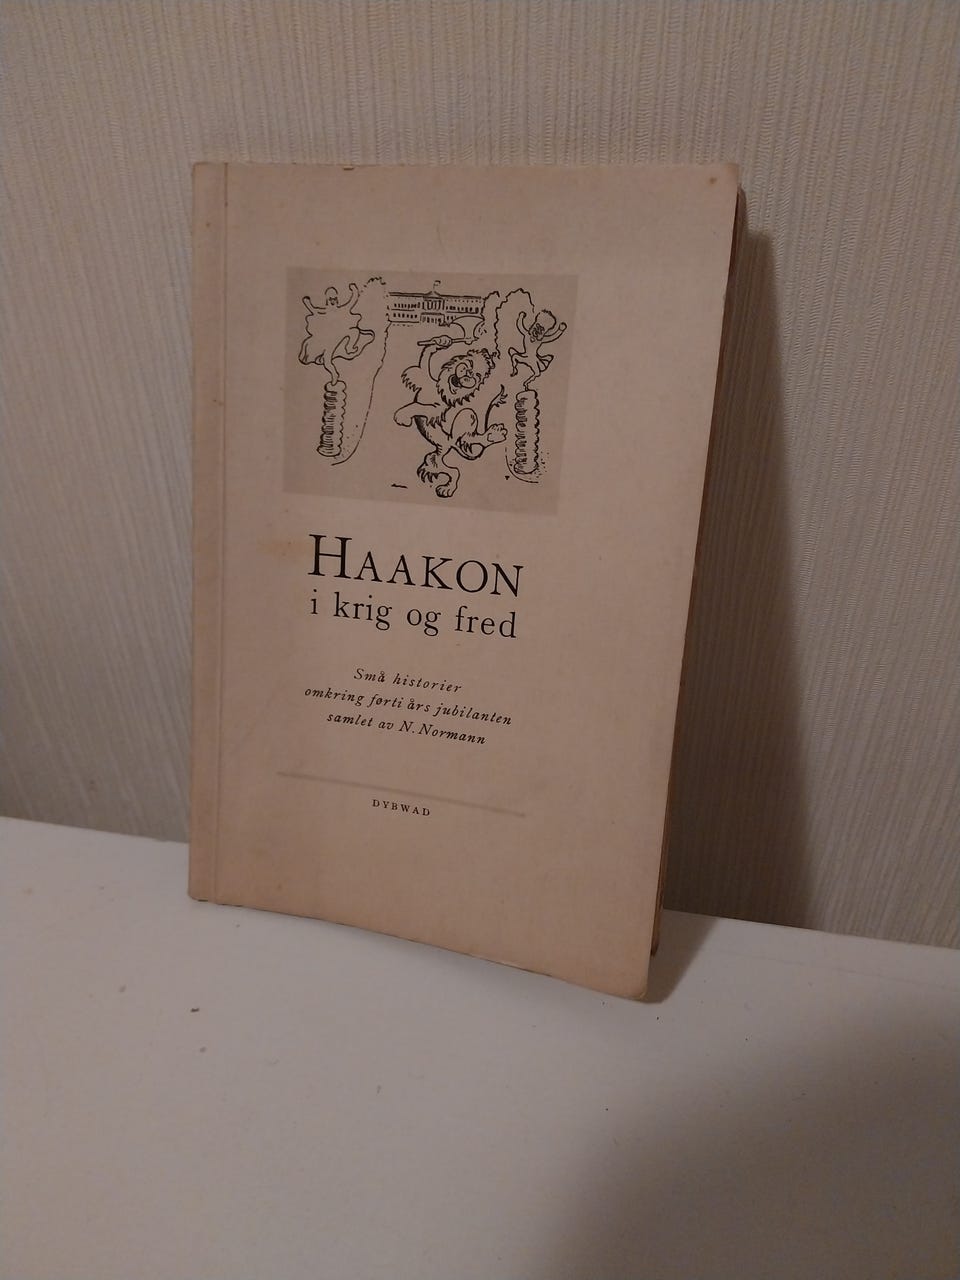 HAAKON
i krig og fred
Små historier
omkring førti års jubilanten
samlet av N. Normann
DYBWAD